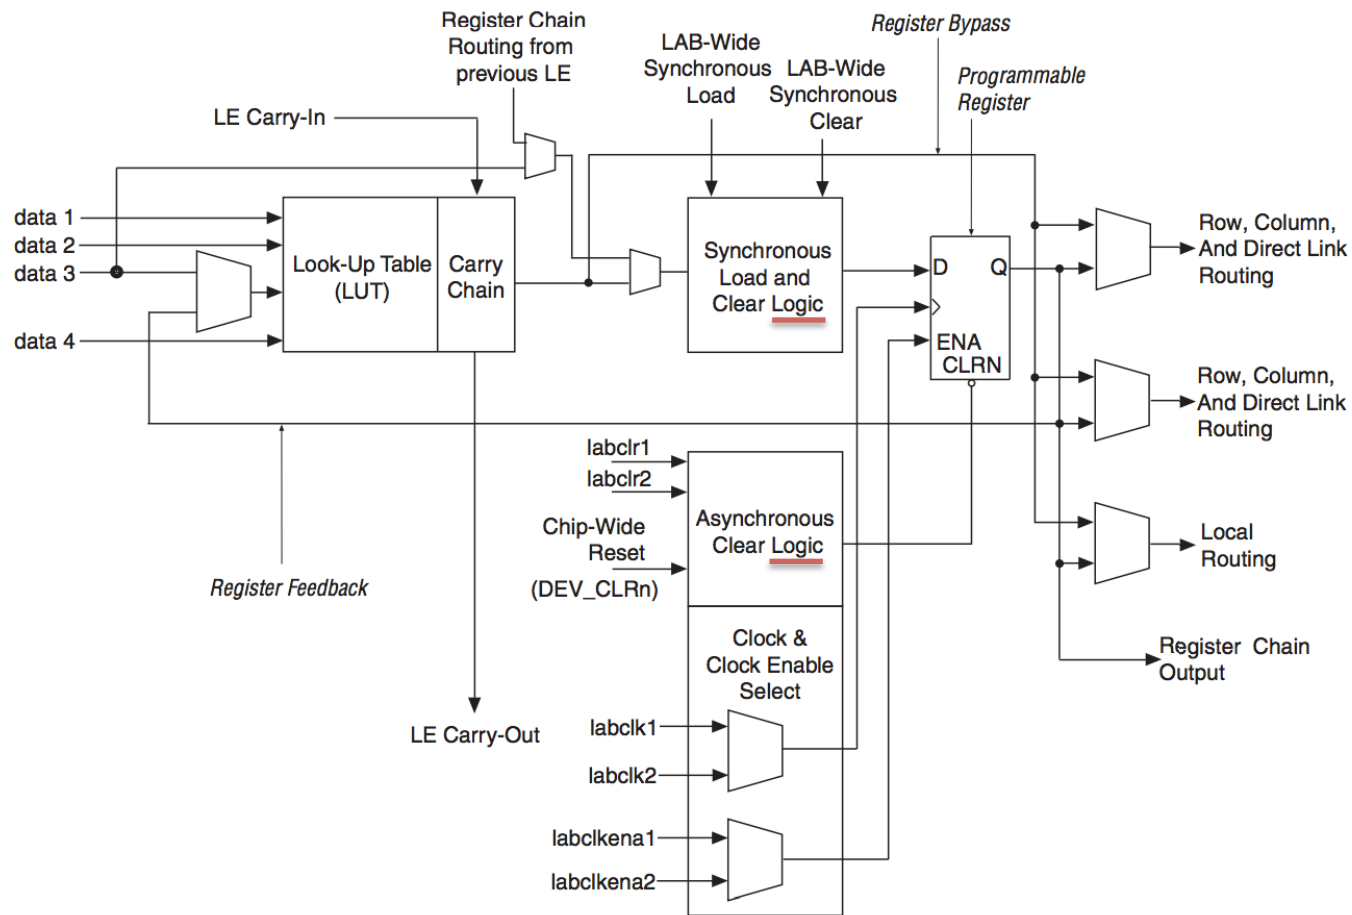 Register Chain
Routing from
previous LE
LAB-Wide
Synchronous
Load
LAB-Wide
Synchronous
Clear
Register Bypass
Programmable
Register
LE Carry-In
data 1
data 2
data 3
data 4
Look-Up Table
(LUT)
Carry
Chain
Synchronous
Load and
Clear Logic
D
Q
ENA
CLRN
Row, Column,
And Direct Link
Routing
Row, Column,
And Direct Link
Routing
Local
Routing
Register Chain
Output
Register Feedback
labclr1
labclr2
Chip-Wide
Reset
(DEV_CLRn)
Asynchronous
Clear Logic
Clock &
Clock Enable
Select
LE Carry-Out
labclk1
labclk2
labclkena1
labclkena2